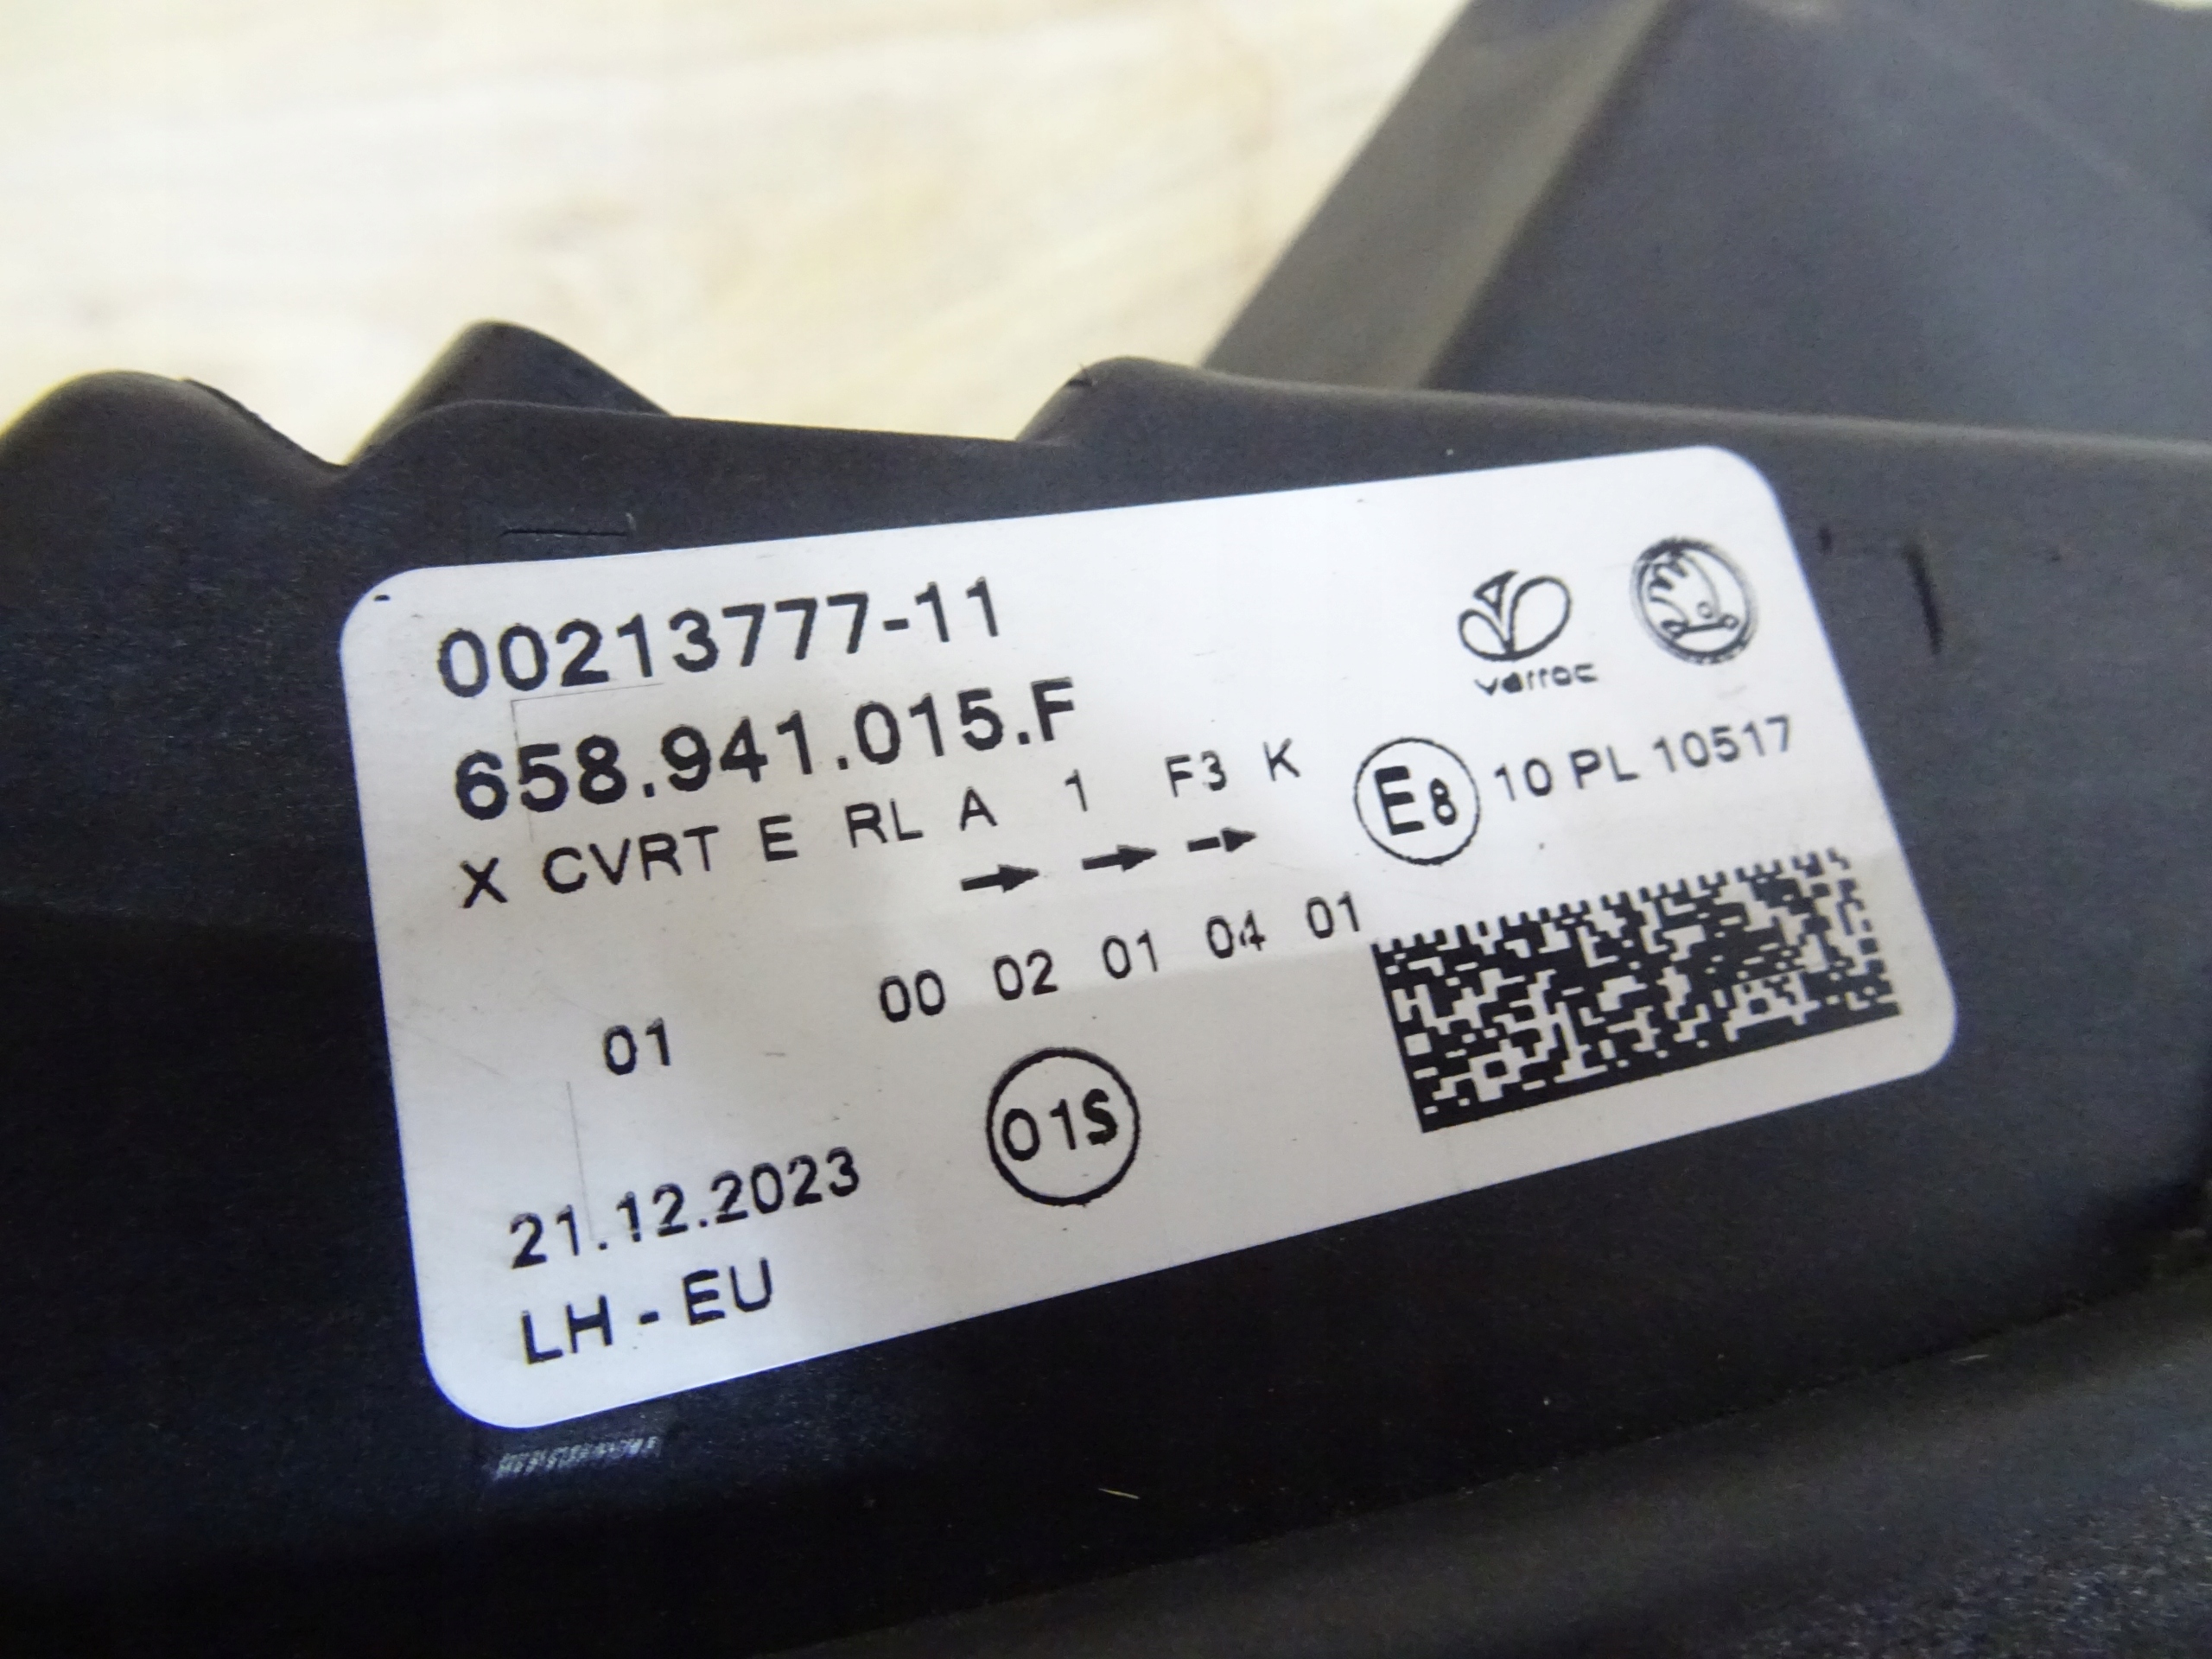 00213777-11
varroc
658.941.015.F
X CVRT E RL A 1 F3 K
E8 10 PL 10517
01 00 02 01 04 01
01S
21.12.2023
LH - EU